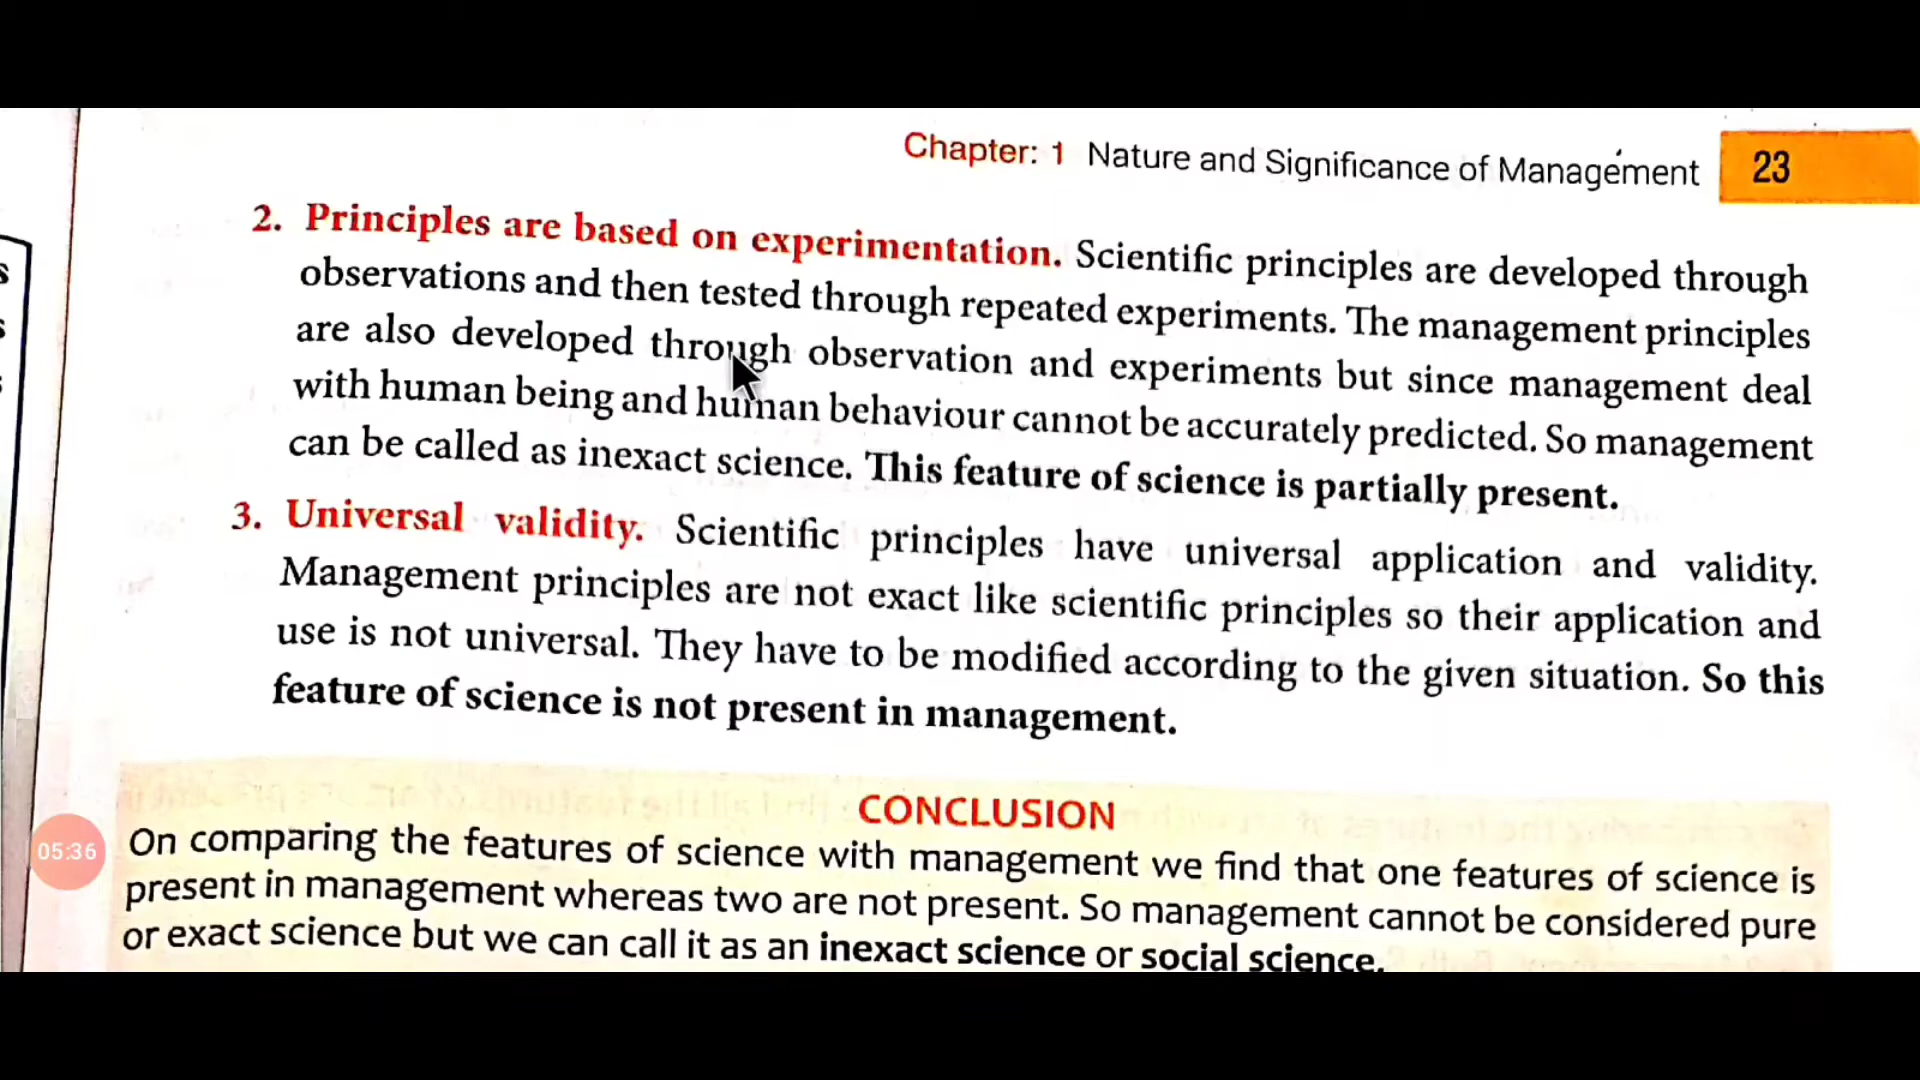 Chapter: 1 Nature and Significance of Management 23
2. Principles are based on experimentation. Scientific principles are developed through
observations and then tested through repeated experiments. The management principles
are also developed through observation and experiments but since management deal
with human being and human behaviour cannot be accurately predicted. So management
can be called as inexact science. This feature of science is partially present.
3. Universal validity. Scientific principles have universal application and validity.
Management principles are not exact like scientific principles so their application and
use is not universal. They have to be modified according to the given situation. So this
feature of science is not present in management.
CONCLUSION
05:36
On comparing the features of science with management we find that one features of science is
present in management whereas two are not present. So management cannot be considered pure
or exact science but we can call it as an inexact science or social science.